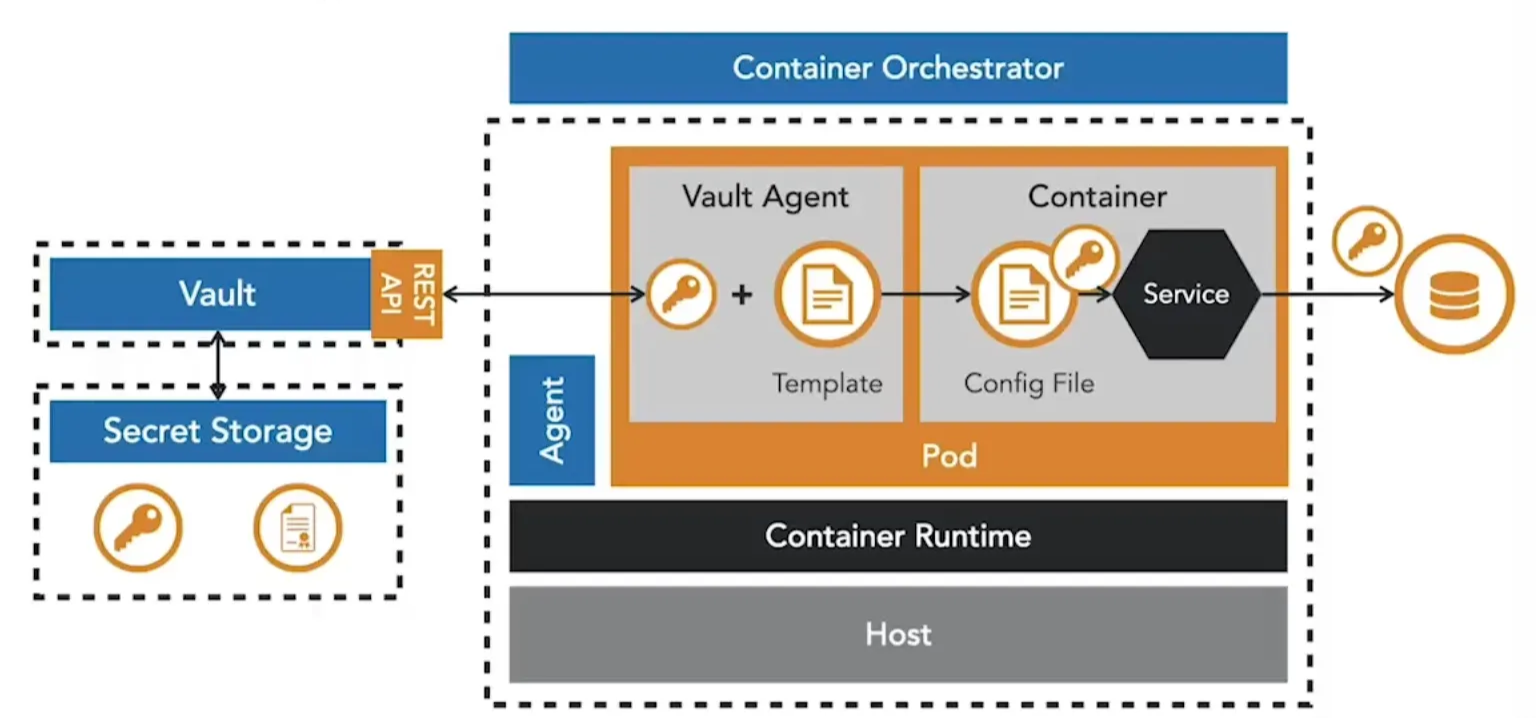 Container Orchestrator
Vault Agent
Container
Vault
REST
API
Service
Template
Config File
Agent
Secret Storage
Pod
Container Runtime
Host